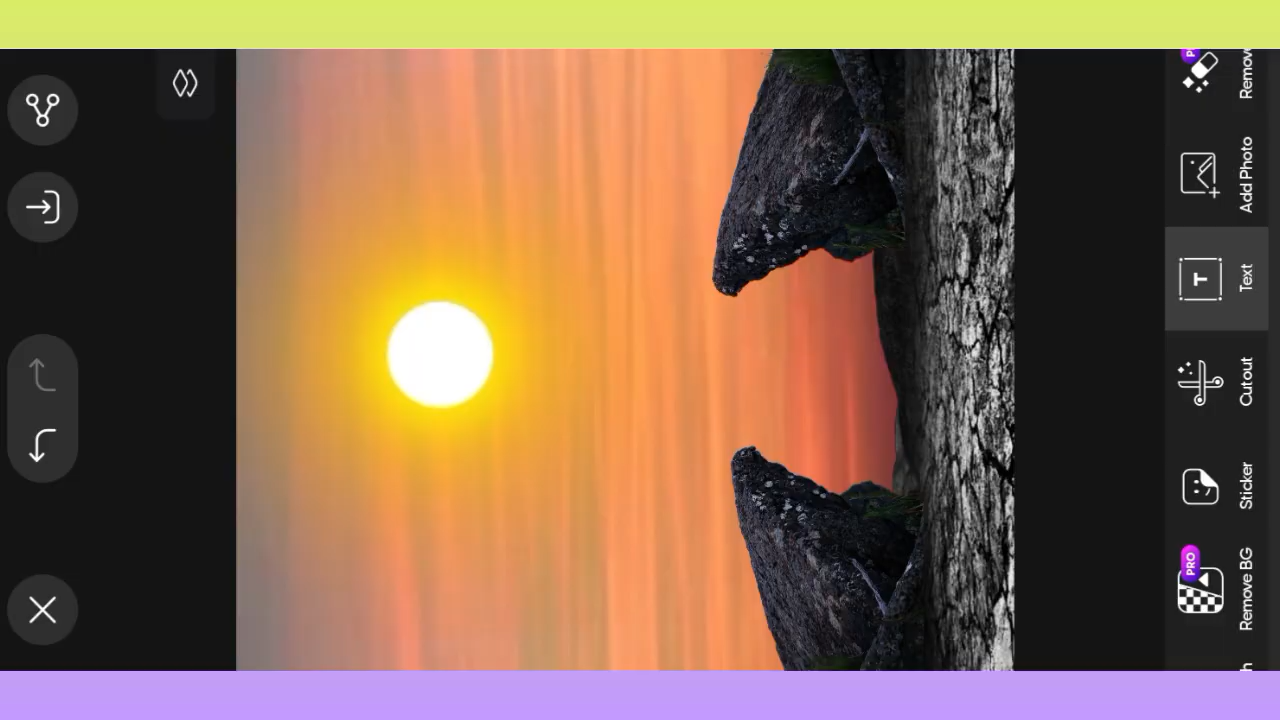 Remove BG
PRO
Sticker
Cutout
Text
T
Add Photo
Remov
P
h